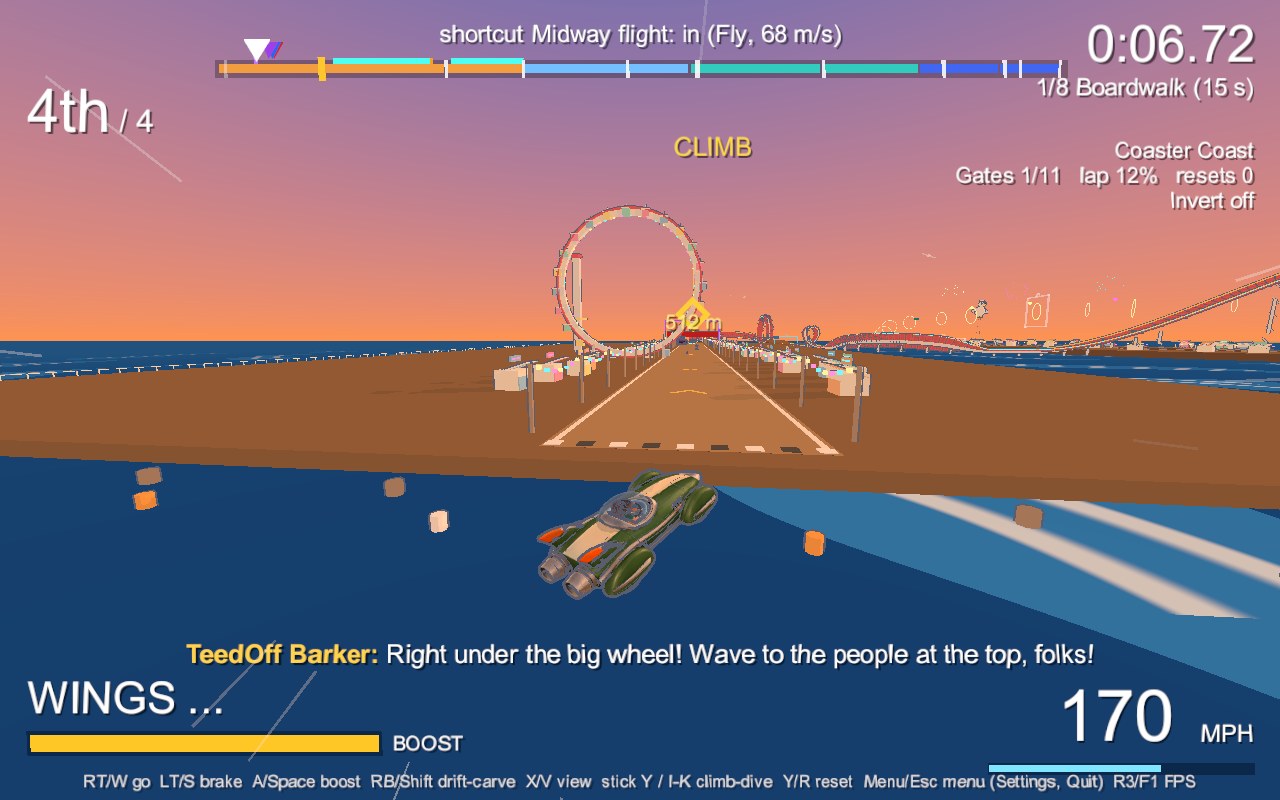 shortcut Midway flight: in (Fly, 68 m/s)
0:06.72
1/8 Boardwalk (15 s)
4th / 4
CLIMB
Coaster Coast
Gates 1/11 lap 12% resets 0
Invert off
512 m
TeedOff Barker: Right under the big wheel! Wave to the people at the top, folks!
WINGS ...
170 MPH
BOOST
RT/W go LT/S brake A/Space boost RB/Shift drift-carve X/V view stick Y / I-K climb-dive Y/R reset Menu/Esc menu (Settings, Quit) R3/F1 FPS